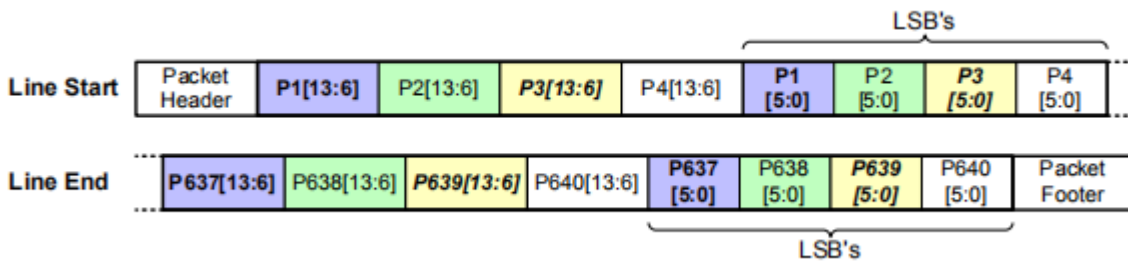 LSB's
Line Start
Packet
Header
P1[13:6]
P2[13:6]
P3[13:6]
P4[13:6]
P1
[5:0]
P2
[5:0]
P3
[5:0]
P4
[5:0]
Line End
P637[13:6]
P638[13:6]
P639[13:6]
P640[13:6]
P637
[5:0]
P638
[5:0]
P639
[5:0]
P640
[5:0]
Packet
Footer
LSB's